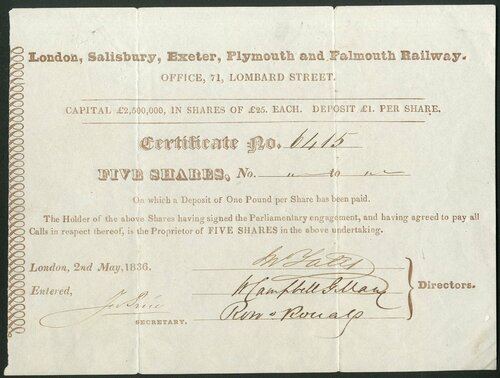 London, Salisbury, Exeter, Plymouth and Falmouth Railway.
OFFICE, 71, LOMBARD STREET.
CAPITAL £2,500,000, IN SHARES OF £25. EACH. DEPOSIT £1. PER SHARE.
Certificate No. 6415
FIVE SHARES, No. " to "
On which a Deposit of One Pound per Share has been paid.
The Holder of the above Shares having signed the Parliamentary engagement, and having agreed to pay all
Calls in respect thereof, is the Proprietor of FIVE SHARES in the above undertaking.
London, 2nd May, 1836.
Entered,
W Campbell
Directors.
SECRETARY.